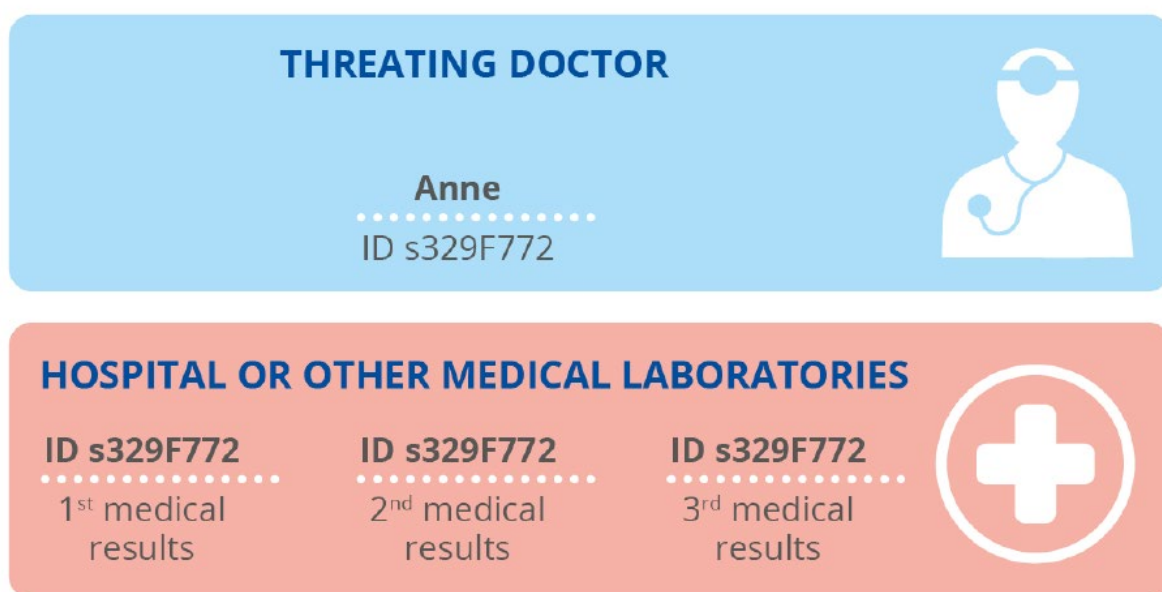 THREATING DOCTOR
Anne
ID s329F772
HOSPITAL OR OTHER MEDICAL LABORATORIES
ID s329F772
1st medical
results
ID s329F772
2nd medical
results
ID s329F772
3rd medical
results